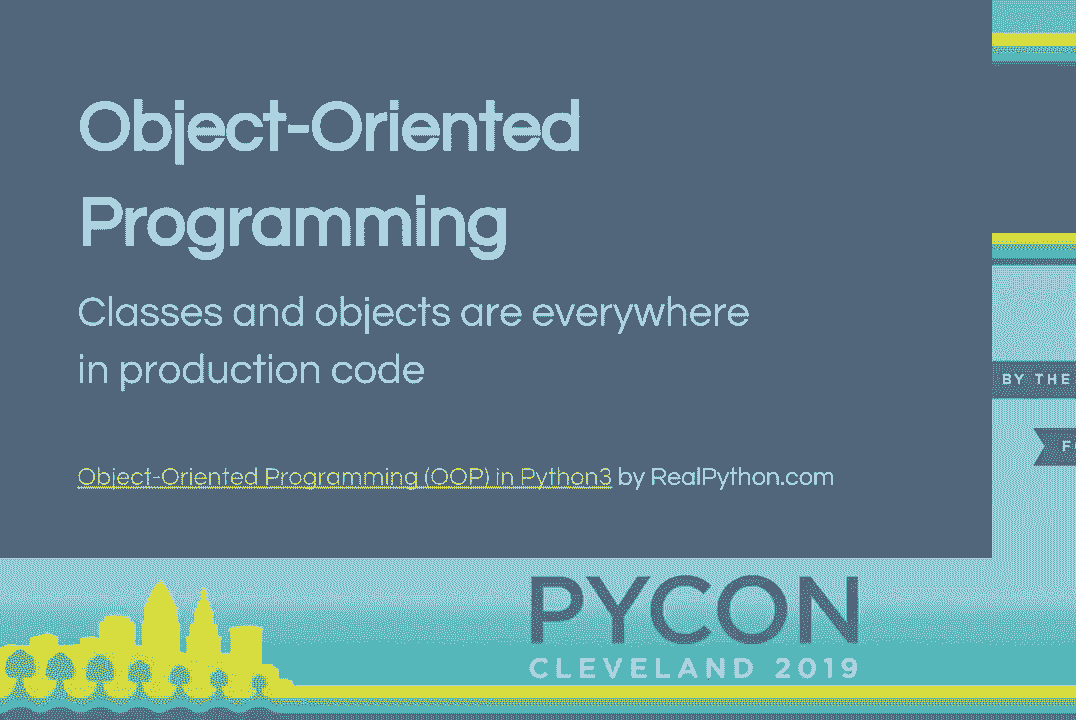 Object-Oriented
Programming
Classes and objects are everywhere
in production code
Object-Oriented Programming (OOP) in Python3 by RealPython.com
BY THE
F
PYCON
CLEVELAND 2019